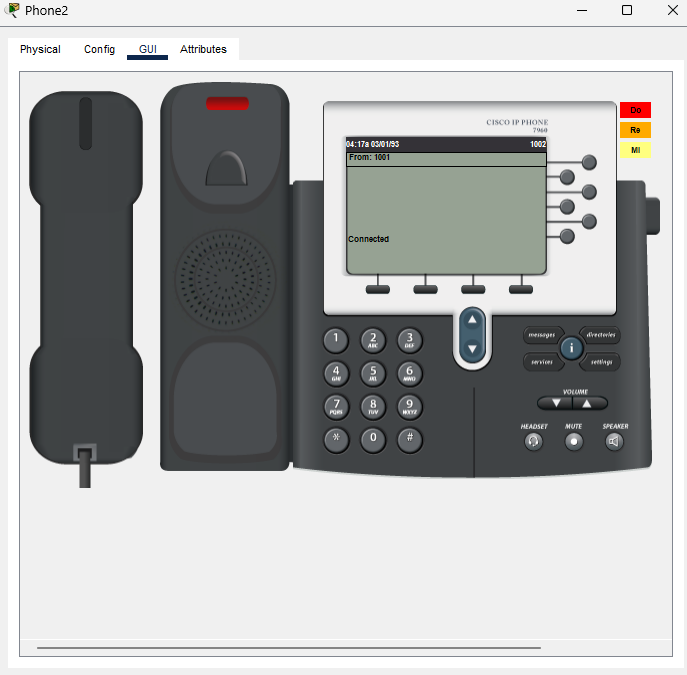 Phone2
Physical Config GUI Attributes
CISCO IP PHONE
7960
04:17a 03/01/93 1002
From: 1001
Connected
Do
Re
MI
1 2 ABC 3 DEF
4 GHI 5 JKL 6 MNO
7 PQRS 8 TUV 9 WXYZ
* 0 #
messages directories
i
services settings
VOLUME
HEADSET MUTE SPEAKER